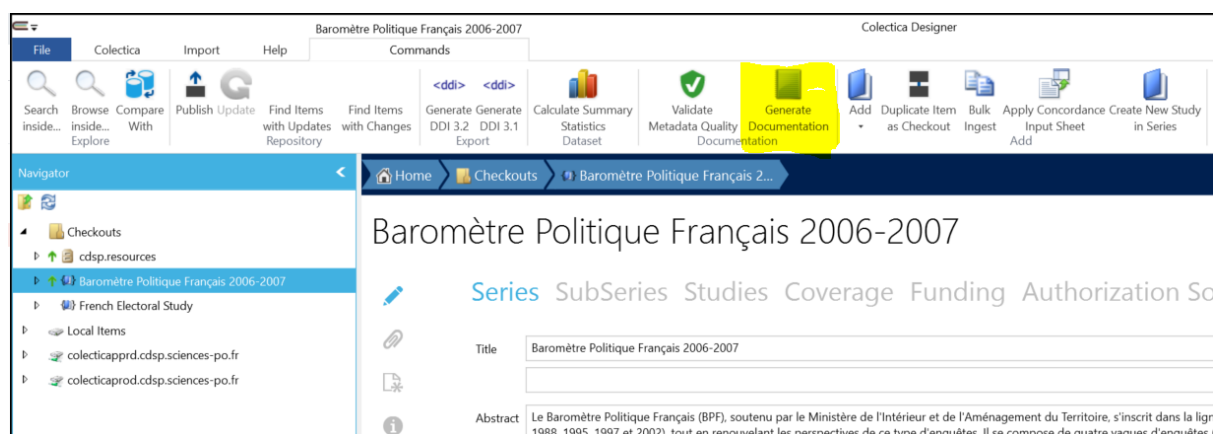 Baromètre Politique Français 2006-2007 Colectica Designer
File Colectica Import Help Commands
<ddi> <ddi>
Search Browse Compare Publish Update Find Items Find Items Generate Generate Calculate Summary Validate Generate Add Duplicate Item Bulk Apply Concordance Create New Study
inside... inside... With with Updates with Changes DDI 3.2 DDI 3.1 Statistics Metadata Quality Documentation as Checkout Ingest Input Sheet in Series
Explore Repository Export Dataset Documentation Add
Navigator
Home Checkouts Baromètre Politique Français 2...
Checkouts
cdsp.resources
Baromètre Politique Français 2006-2007
French Electoral Study
Local Items
colecticapprd.cdsp.sciences-po.fr
colecticaprod.cdsp.sciences-po.fr
Baromètre Politique Français 2006-2007
Series SubSeries Studies Coverage Funding Authorization So
Title Baromètre Politique Français 2006-2007
Abstract Le Baromètre Politique Français (BPF), soutenu par le Ministère de l'Intérieur et de l'Aménagement du Territoire, s'inscrit dans la lign
1988, 1995, 1997 et 2002), tout en renouvelant les perspectives de ce type d'enquêtes. Il se compose de quatre vagues d'enquêtes